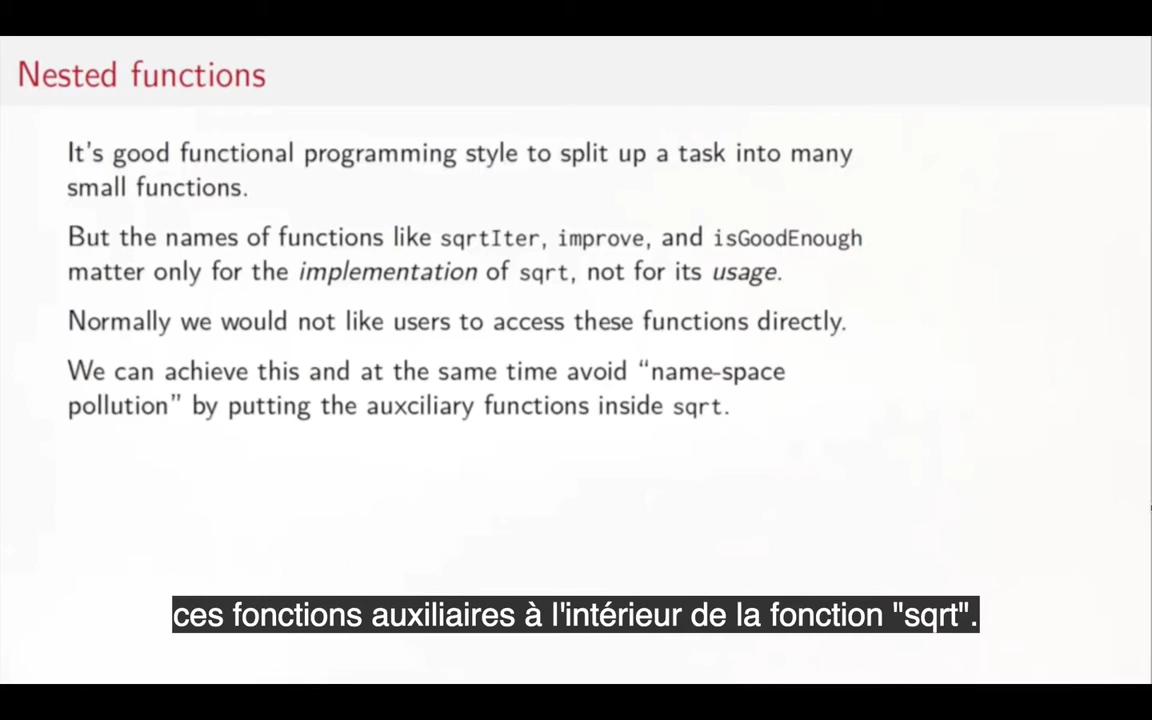 Nested functions
It's good functional programming style to split up a task into many
small functions.
But the names of functions like sqrtIter, improve, and isGoodEnough
matter only for the implementation of sqrt, not for its usage.
Normally we would not like users to access these functions directly.
We can achieve this and at the same time avoid “name-space
pollution” by putting the auxciliary functions inside sqrt.
ces fonctions auxiliaires à l'intérieur de la fonction "sqrt".